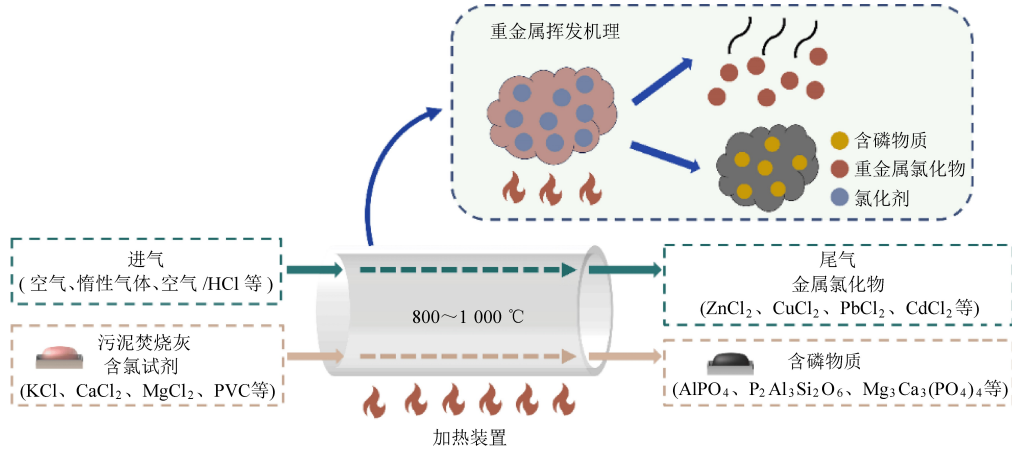 重金属挥发机理
含磷物质
重金属氯化物
氯化剂
进气
(空气、惰性气体、空气/HCl等)
污泥焚烧灰
含氯试剂
(KCl、CaCl₂、MgCl₂、PVC等)
800~1 000 ℃
加热装置
尾气
金属氯化物
(ZnCl₂、CuCl₂、PbCl₂、CdCl₂等)
含磷物质
(AlPO₄、P₂Al₃Si₂O₆、Mg₃Ca₃(PO₄)₄等)